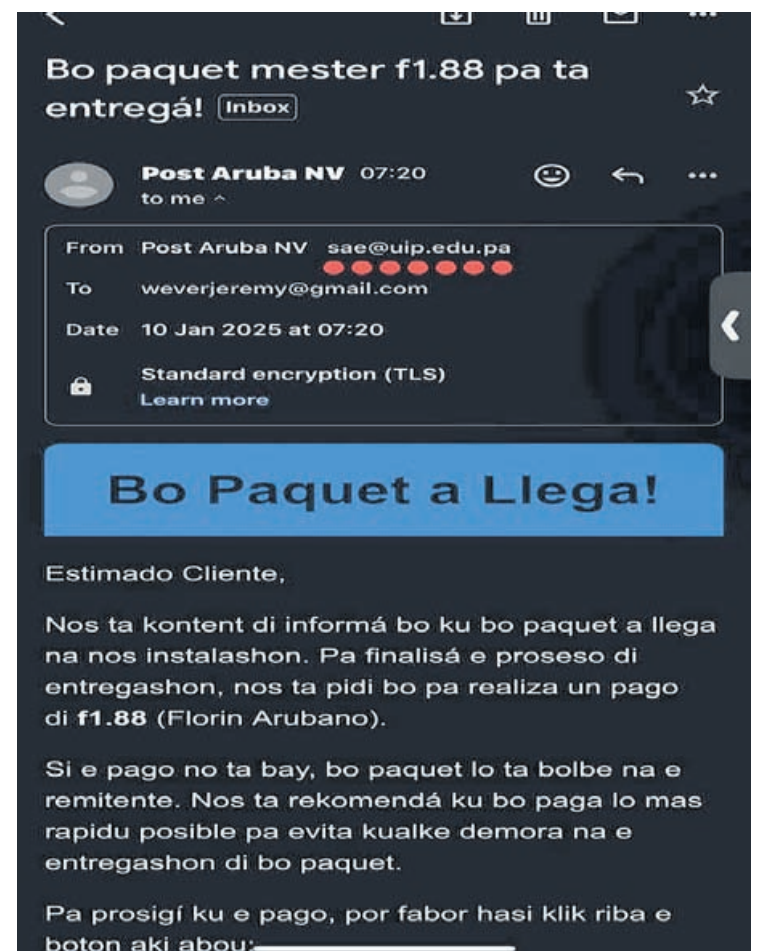 Bo paquet mester f1.88 pa ta
entregá! Inbox
Post Aruba NV 07:20
to me
From Post Aruba NV sae@uip.edu.pa
To weverjeremy@gmail.com
Date 10 Jan 2025 at 07:20
Standard encryption (TLS)
Learn more
Bo Paquet a Llega!
Estimado Cliente,
Nos ta kontent di informá bo ku bo paquet a llega
na nos instalashon. Pa finalisá e proseso di
entregashon, nos ta pidi bo pa realiza un pago
di f1.88 (Florin Arubano).
Si e pago no ta bay, bo paquet lo ta bolbe na e
remitente. Nos ta rekomendá ku bo paga lo mas
rapidu posible pa evita kualke demora na e
entregashon di bo paquet.
Pa prosigí ku e pago, por fabor hasi klik riba e
boton aki abou: